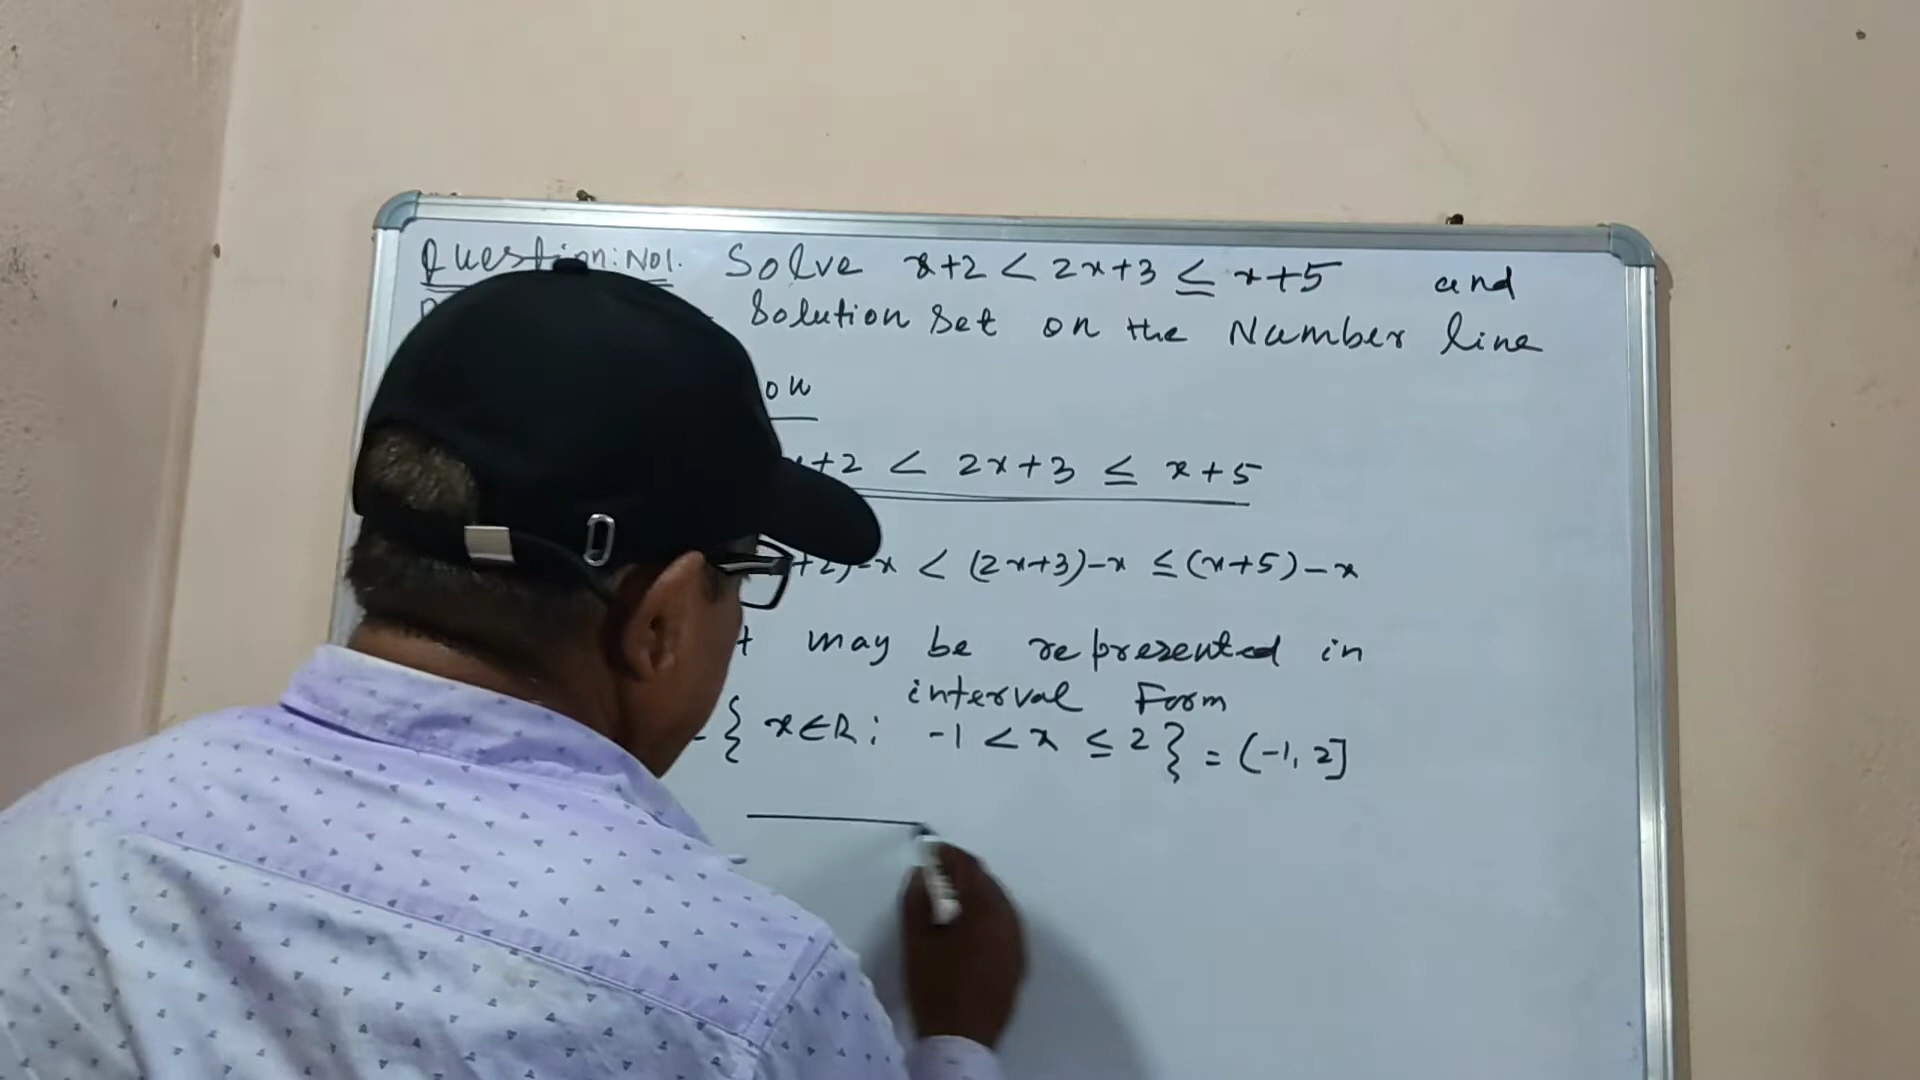 Question: No1. Solve x+2 < 2x+3 ≤ x+5 and
Solution Set on the Number line
x+2 < 2x+3 ≤ x+5
+2)-x < (2x+3)-x ≤ (x+5)-x
may be represented in
interval Form
{ x∈R; -1 < x ≤ 2 } = (-1, 2]